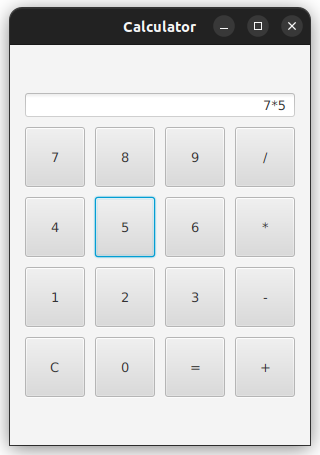 Calculator
7*5
7 8 9 /
4 5 6 *
1 2 3 -
C 0 = +